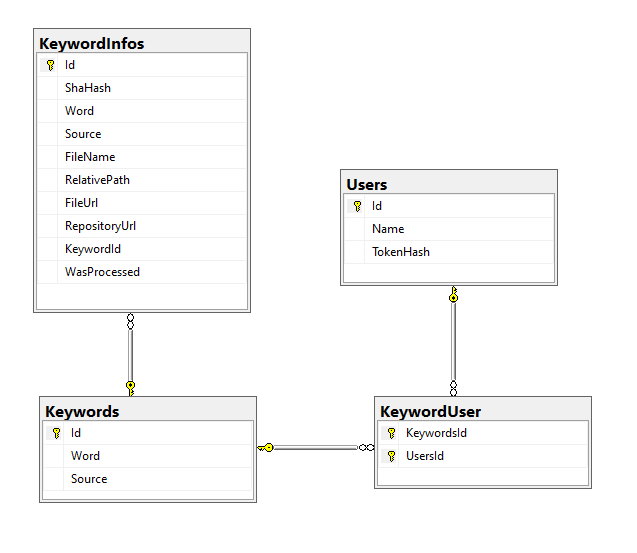 KeywordInfos
Id
ShaHash
Word
Source
FileName
RelativePath
FileUrl
RepositoryUrl
KeywordId
WasProcessed
Users
Id
Name
TokenHash
Keywords
Id
Word
Source
KeywordUser
KeywordsId
UsersId